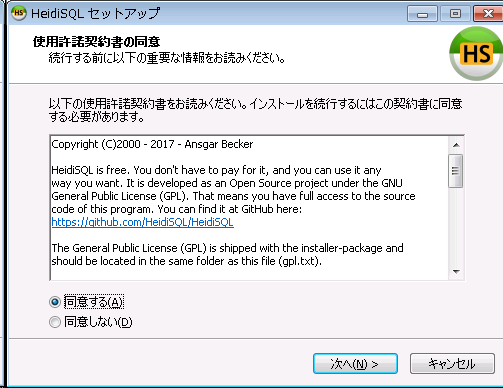 HeidiSQL セットアップ
使用許諾契約書の同意
続行する前に以下の重要な情報をお読みください。
HS
以下の使用許諾契約書をお読みください。インストールを続行するにはこの契約書に同意
する必要があります。
Copyright (C)2000 - 2017 - Ansgar Becker
HeidiSQL is free. You don't have to pay for it, and you can use it any
way you want. It is developed as an Open Source project under the GNU
General Public License (GPL). That means you have full access to the source
code of this program. You can find it at GitHub here:
https://github.com/HeidiSQL/HeidiSQL
The General Public License (GPL) is shipped with the installer-package and
should be located in the same folder as this file (gpl.txt).
同意する(A)
同意しない(D)
次へ(N) >
キャンセル